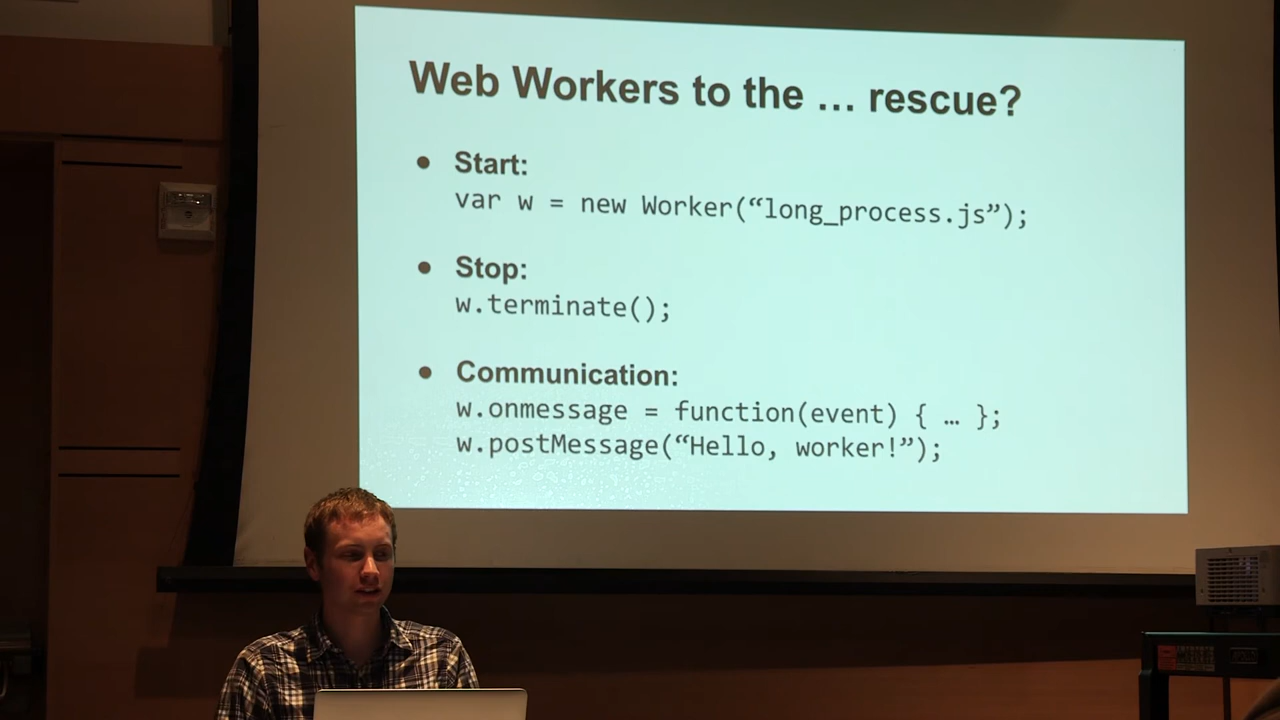 Web Workers to the … rescue?
● Start:
var w = new Worker(“long_process.js”);
● Stop:
w.terminate();
● Communication:
w.onmessage = function(event) { … };
w.postMessage(“Hello, worker!”);